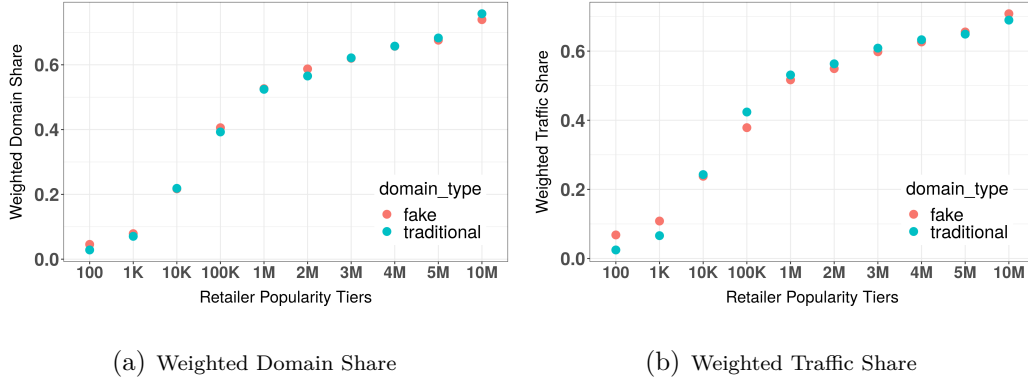 Weighted Domain Share
0.6
0.4
0.2
0.0
domain_type
fake
traditional
100 1K 10K 100K 1M 2M 3M 4M 5M 10M
Retailer Popularity Tiers
(a) Weighted Domain Share
Weighted Traffic Share
0.6
0.4
0.2
0.0
domain_type
fake
traditional
100 1K 10K 100K 1M 2M 3M 4M 5M 10M
Retailer Popularity Tiers
(b) Weighted Traffic Share